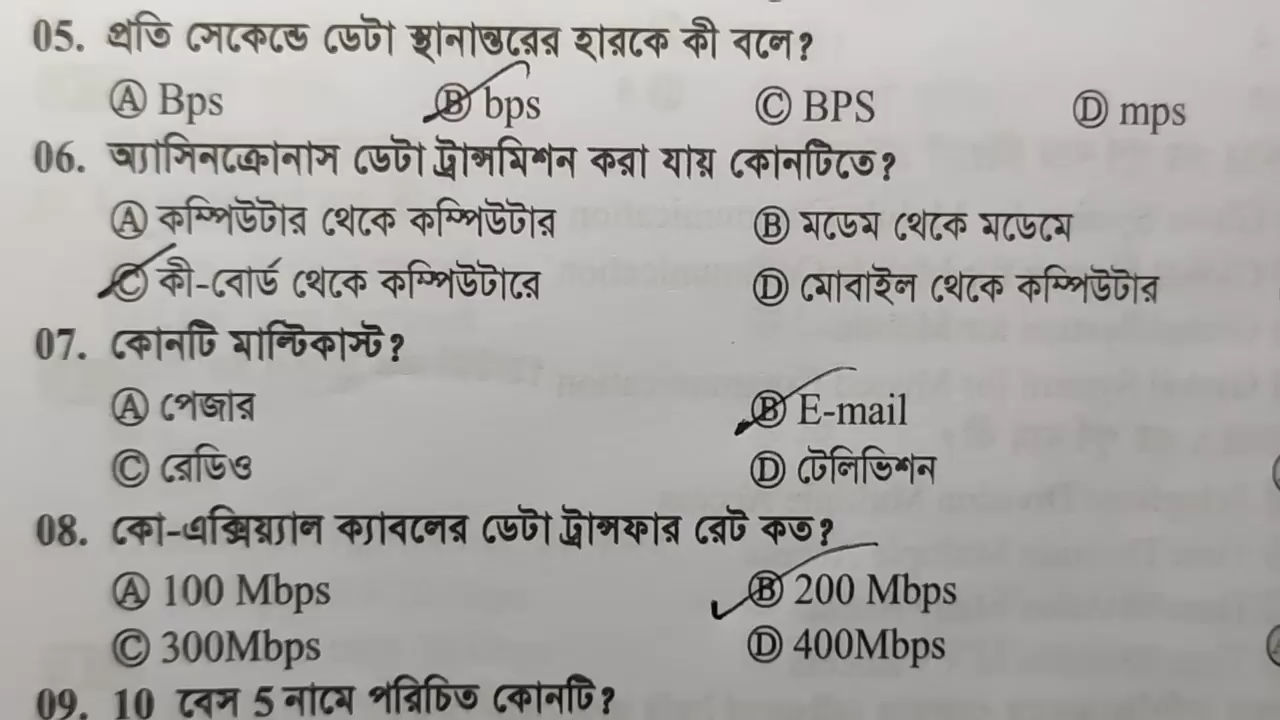 05. প্রতি সেকেন্ডে ডেটা স্থানান্তরের হারকে কী বলে?
Ⓐ Bps Ⓑ bps Ⓒ BPS Ⓓ mps
06. অ্যাসিনক্রোনাস ডেটা ট্রান্সমিশন করা যায় কোনটিতে?
Ⓐ কম্পিউটার থেকে কম্পিউটার Ⓑ মডেম থেকে মডেমে
Ⓒ কী-বোর্ড থেকে কম্পিউটারে Ⓓ মোবাইল থেকে কম্পিউটার
07. কোনটি মাল্টিকাস্ট?
Ⓐ পেজার Ⓑ E-mail
Ⓒ রেডিও Ⓓ টেলিভিশন
08. কো-এক্সিয়্যাল ক্যাবলের ডেটা ট্রান্সফার রেট কত?
Ⓐ 100 Mbps Ⓑ 200 Mbps
Ⓒ 300Mbps Ⓓ 400Mbps
09. 10 বেস 5 নামে পরিচিত কোনটি?